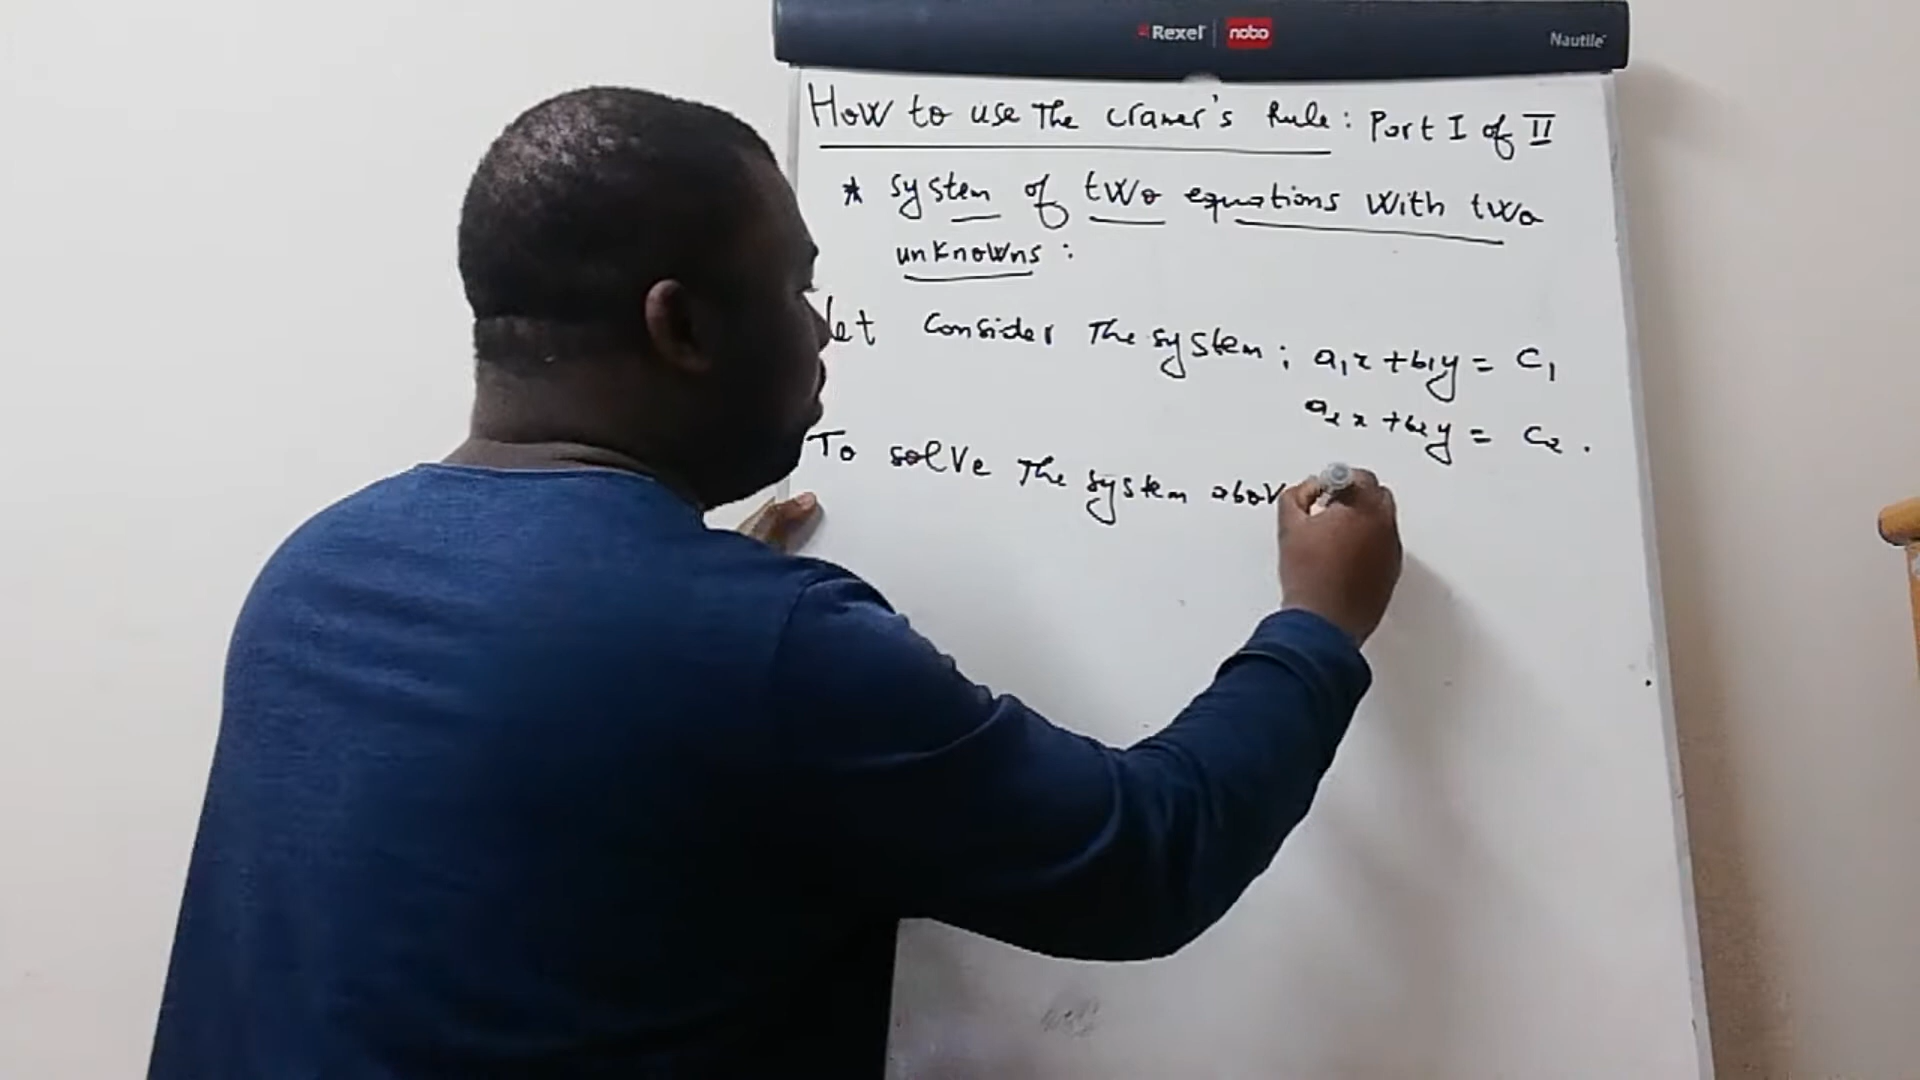 Rexel nobo
Nautile
How to use The cramer's Rule: Part I of II
* system of two equations with two
unknowns:
Let Consider The system; a₁x + b₁y = C₁
a₂x + b₂y = C₂.
To solve The system abov